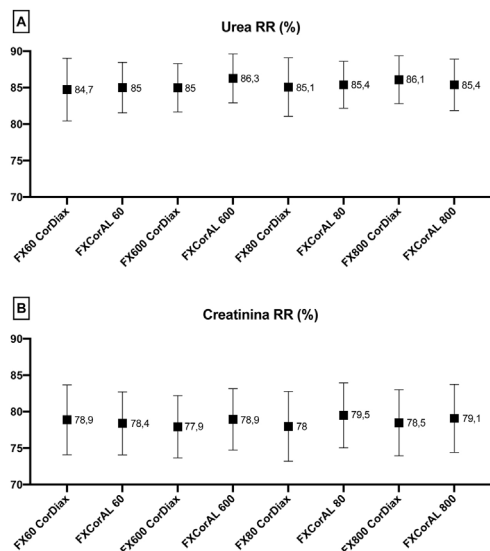 A
Urea RR (%)
90
85
80
75
70
84,7
85
85
86,3
85,1
85,4
86,1
85,4
FX60 CorDiax
FXCorAL 60
FX600 CorDiax
FXCorAL 600
FX80 CorDiax
FXCorAL 80
FX800 CorDiax
FXCorAL 800
B
Creatinina RR (%)
90
85
80
75
70
78,9
78,4
77,9
78,9
78
79,5
78,5
79,1
FX60 CorDiax
FXCorAL 60
FX600 CorDiax
FXCorAL 600
FX80 CorDiax
FXCorAL 80
FX800 CorDiax
FXCorAL 800